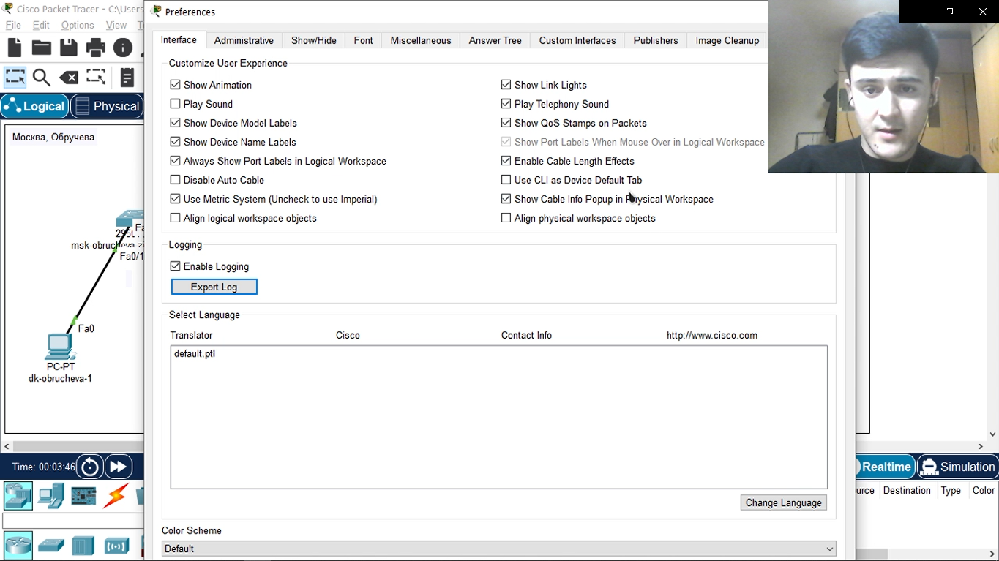 Cisco Packet Tracer - C:\Users
Preferences
File Edit Options View T
Interface Administrative Show/Hide Font Miscellaneous Answer Tree Custom Interfaces Publishers Image Cleanup
Logical Physical
Customize User Experience
Show Animation Show Link Lights
Play Sound Play Telephony Sound
Show Device Model Labels Show QoS Stamps on Packets
Show Device Name Labels Show Port Labels When Mouse Over in Logical Workspace
Always Show Port Labels in Logical Workspace Enable Cable Length Effects
Disable Auto Cable Use CLI as Device Default Tab
Use Metric System (Uncheck to use Imperial) Show Cable Info Popup in Physical Workspace
Align logical workspace objects Align physical workspace objects
Москва, Обручева
Fa0/1
Fa0
PC-PT
dk-obrucheva-1
Logging
Enable Logging
Export Log
Select Language
Translator Cisco Contact Info http://www.cisco.com
default.ptl
Change Language
Color Scheme
Default
Time: 00:03:46
Realtime Simulation
Destination Type Color